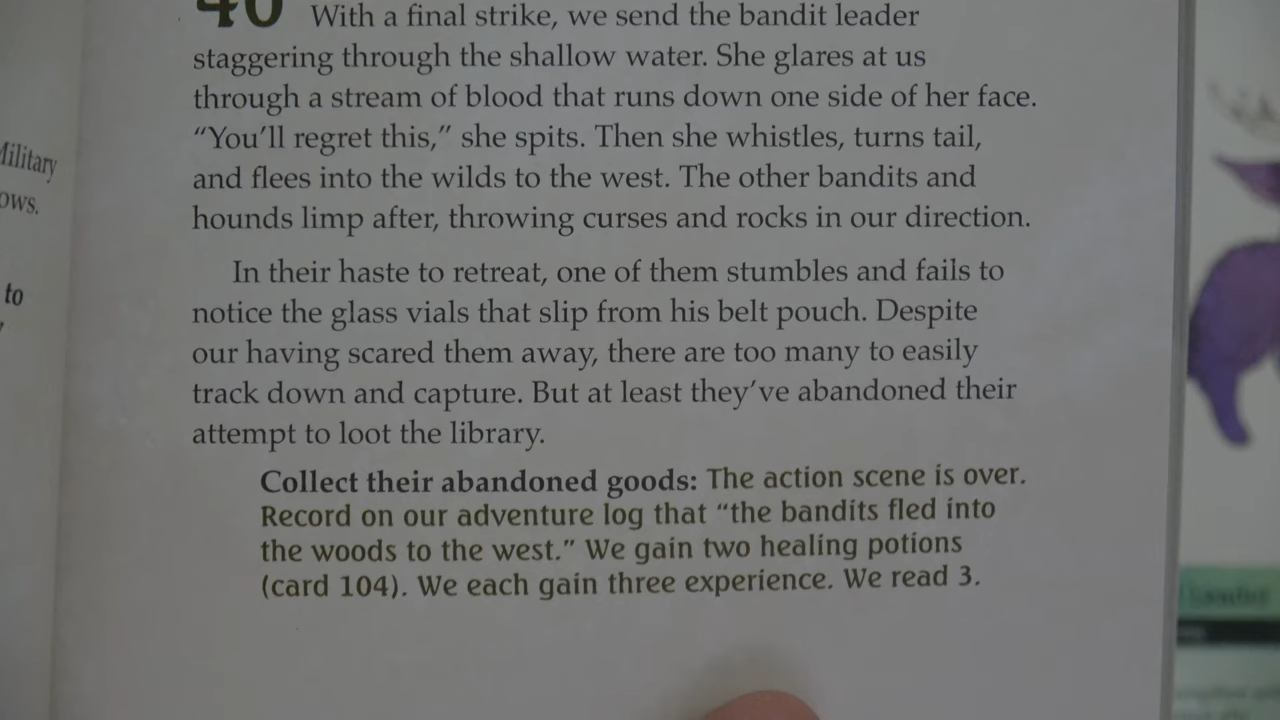 40 With a final strike, we send the bandit leader
staggering through the shallow water. She glares at us
through a stream of blood that runs down one side of her face.
“You’ll regret this,” she spits. Then she whistles, turns tail,
and flees into the wilds to the west. The other bandits and
hounds limp after, throwing curses and rocks in our direction.
In their haste to retreat, one of them stumbles and fails to
notice the glass vials that slip from his belt pouch. Despite
our having scared them away, there are too many to easily
track down and capture. But at least they’ve abandoned their
attempt to loot the library.
Collect their abandoned goods: The action scene is over.
Record on our adventure log that “the bandits fled into
the woods to the west.” We gain two healing potions
(card 104). We each gain three experience. We read 3.
Military
to